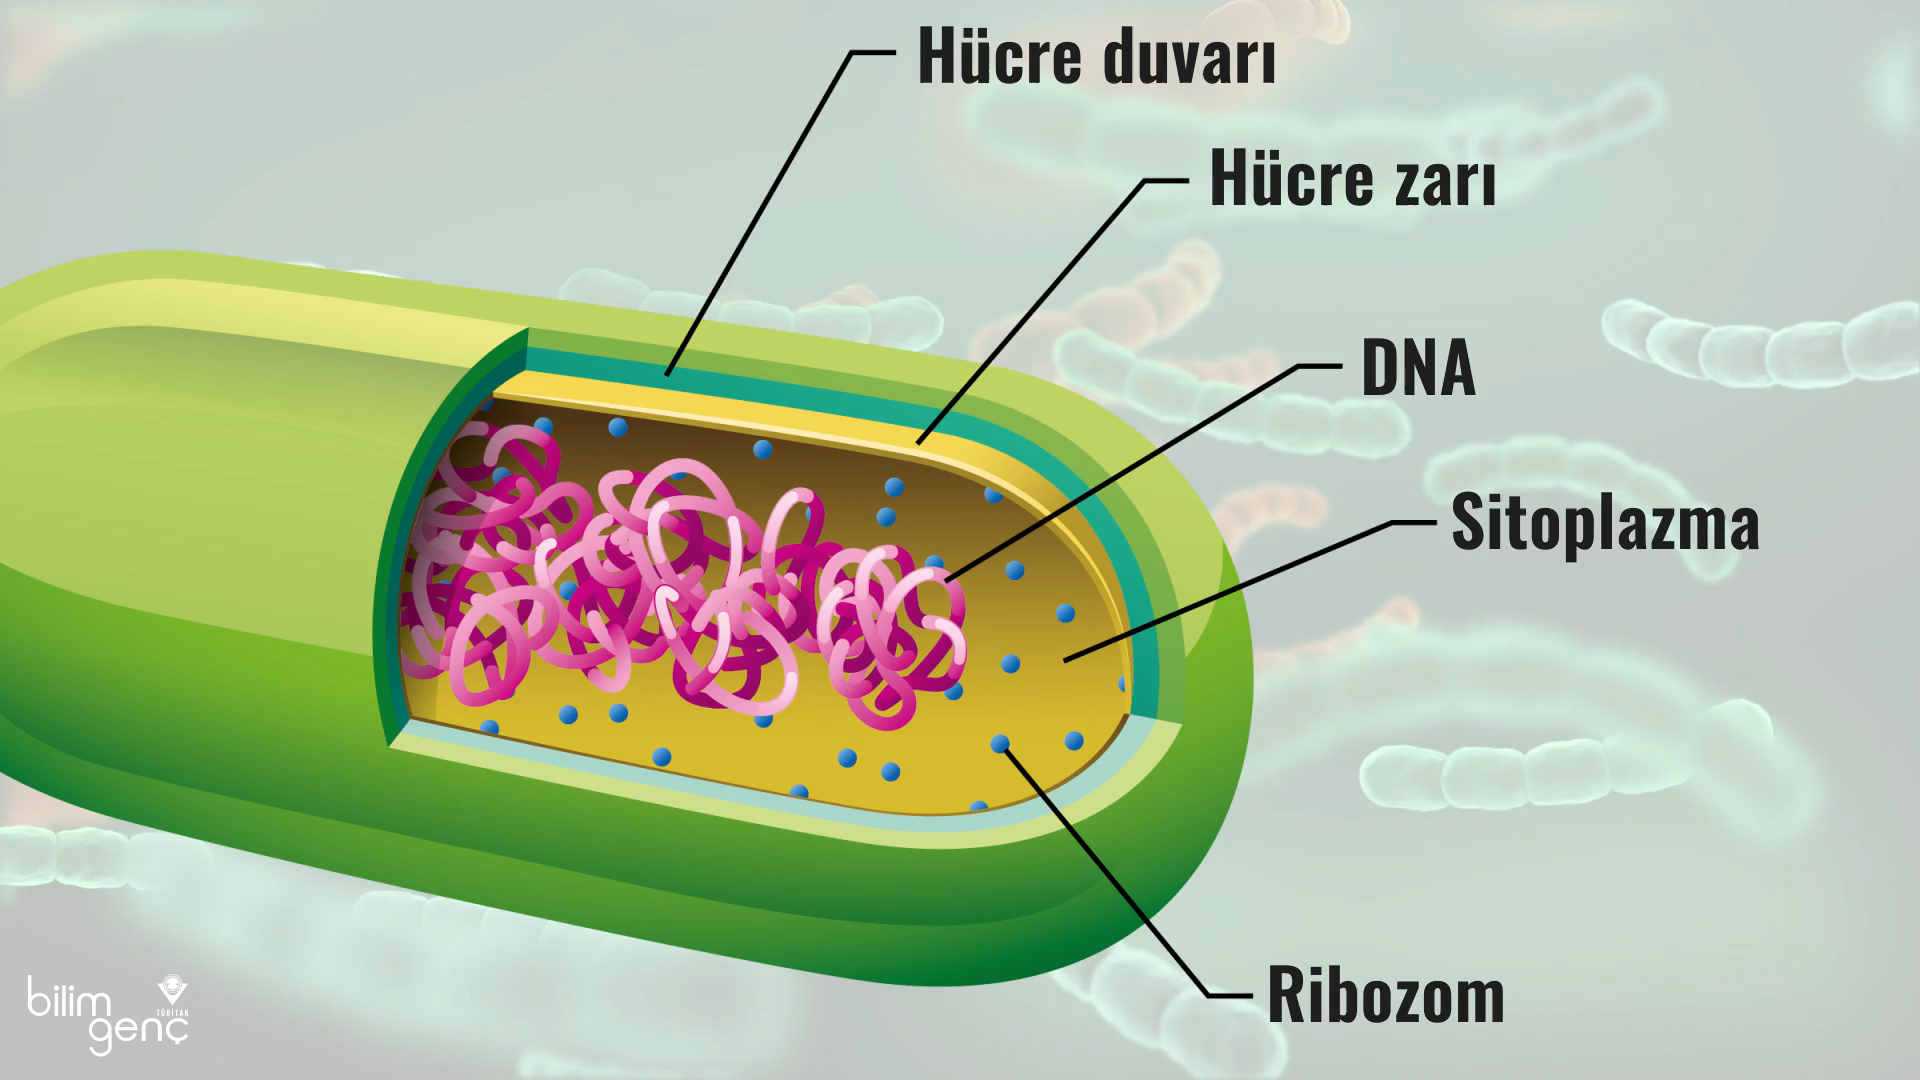 Hücre duvarı
Hücre zarı
DNA
Sitoplazma
Ribozom
bilim
genç
TÜBİTAK